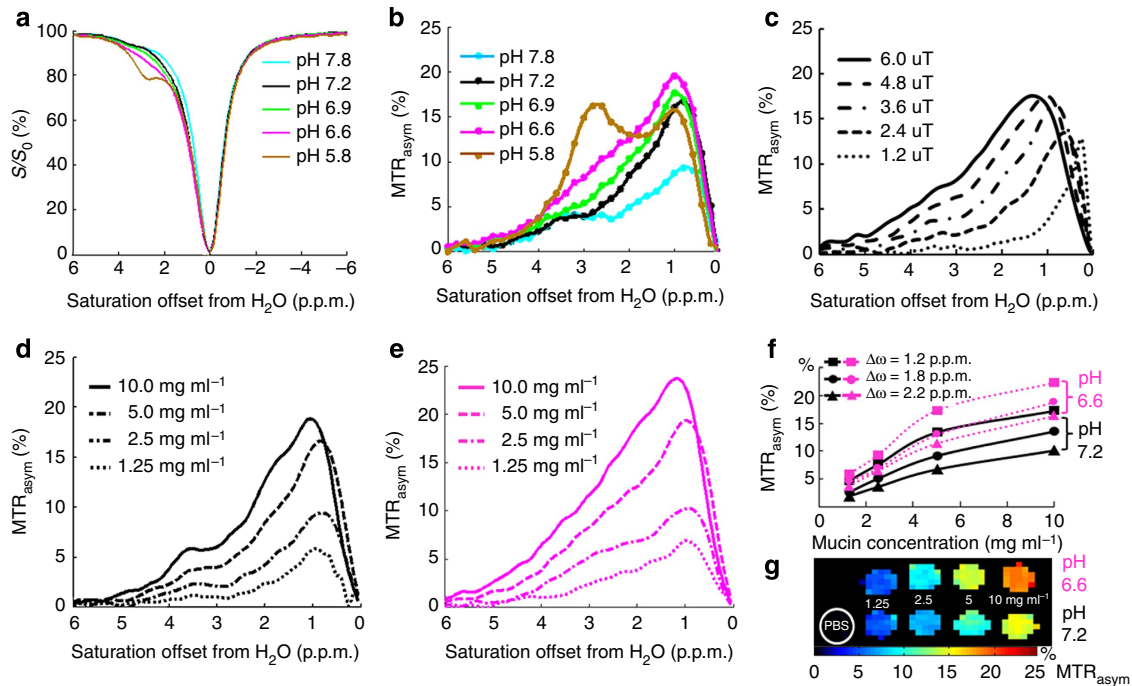 a
100
80
60
40
20
0
S/S₀ (%)
pH 7.8
pH 7.2
pH 6.9
pH 6.6
pH 5.8
6 4 2 0 −2 −4 −6
Saturation offset from H₂O (p.p.m.)
b
25
20
15
10
5
0
MTRasym (%)
pH 7.8
pH 7.2
pH 6.9
pH 6.6
pH 5.8
6 5 4 3 2 1 0
Saturation offset from H₂O (p.p.m.)
c
25
20
15
10
5
0
MTRasym (%)
6.0 uT
4.8 uT
3.6 uT
2.4 uT
1.2 uT
6 5 4 3 2 1 0
Saturation offset from H₂O (p.p.m.)
d
25
20
15
10
5
0
MTRasym (%)
10.0 mg ml⁻¹
5.0 mg ml⁻¹
2.5 mg ml⁻¹
1.25 mg ml⁻¹
6 5 4 3 2 1 0
Saturation offset from H₂O (p.p.m.)
e
25
20
15
10
5
0
MTRasym (%)
10.0 mg ml⁻¹
5.0 mg ml⁻¹
2.5 mg ml⁻¹
1.25 mg ml⁻¹
6 5 4 3 2 1 0
Saturation offset from H₂O (p.p.m.)
f
%
20
15
10
5
MTRasym (%)
Δω = 1.2 p.p.m.
Δω = 1.8 p.p.m.
Δω = 2.2 p.p.m.
pH
6.6
pH
7.2
0 2 4 6 8 10
Mucin concentration (mg ml⁻¹)
g
pH
6.6
1.25 2.5 5 10 mg ml⁻¹
PBS
pH
7.2
%
0 5 10 15 20 25 MTRasym